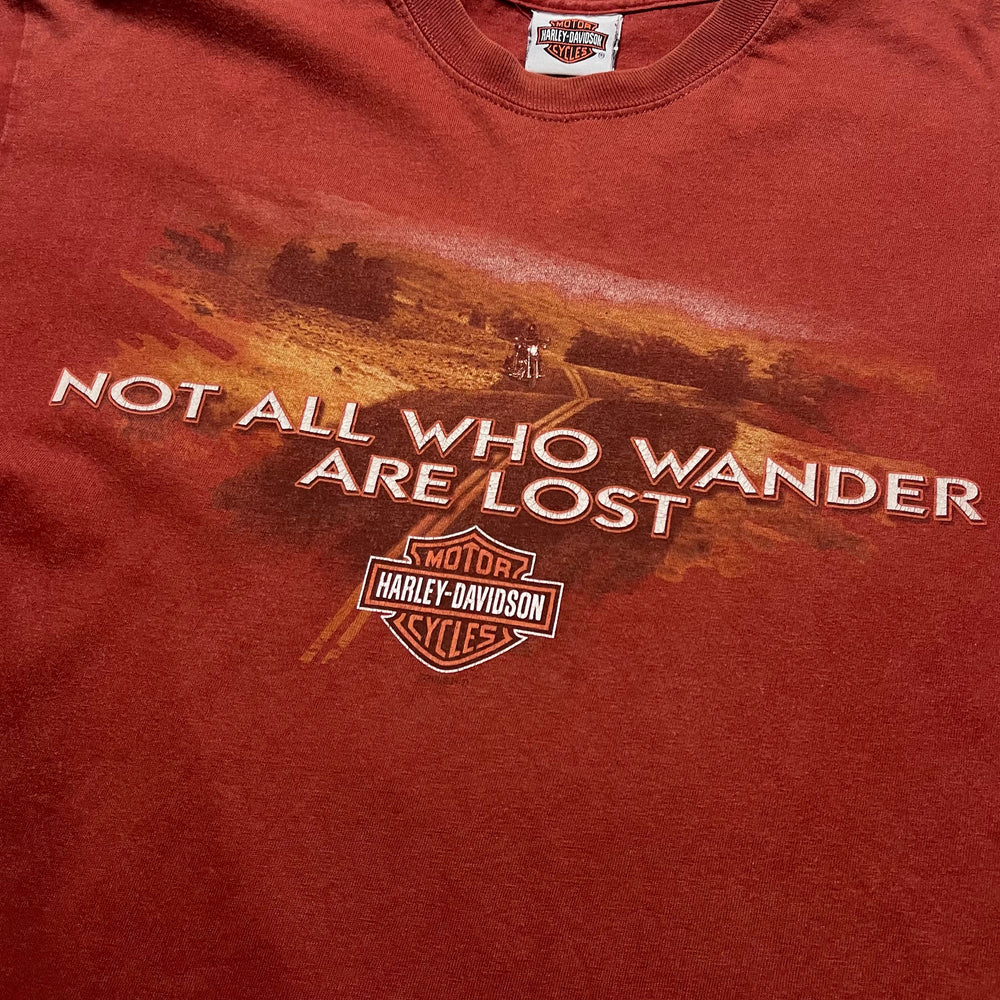 MOTOR
HARLEY-DAVIDSON
CYCLES
®
NOT ALL WHO WANDER
ARE LOST
MOTOR
HARLEY-DAVIDSON
CYCLES